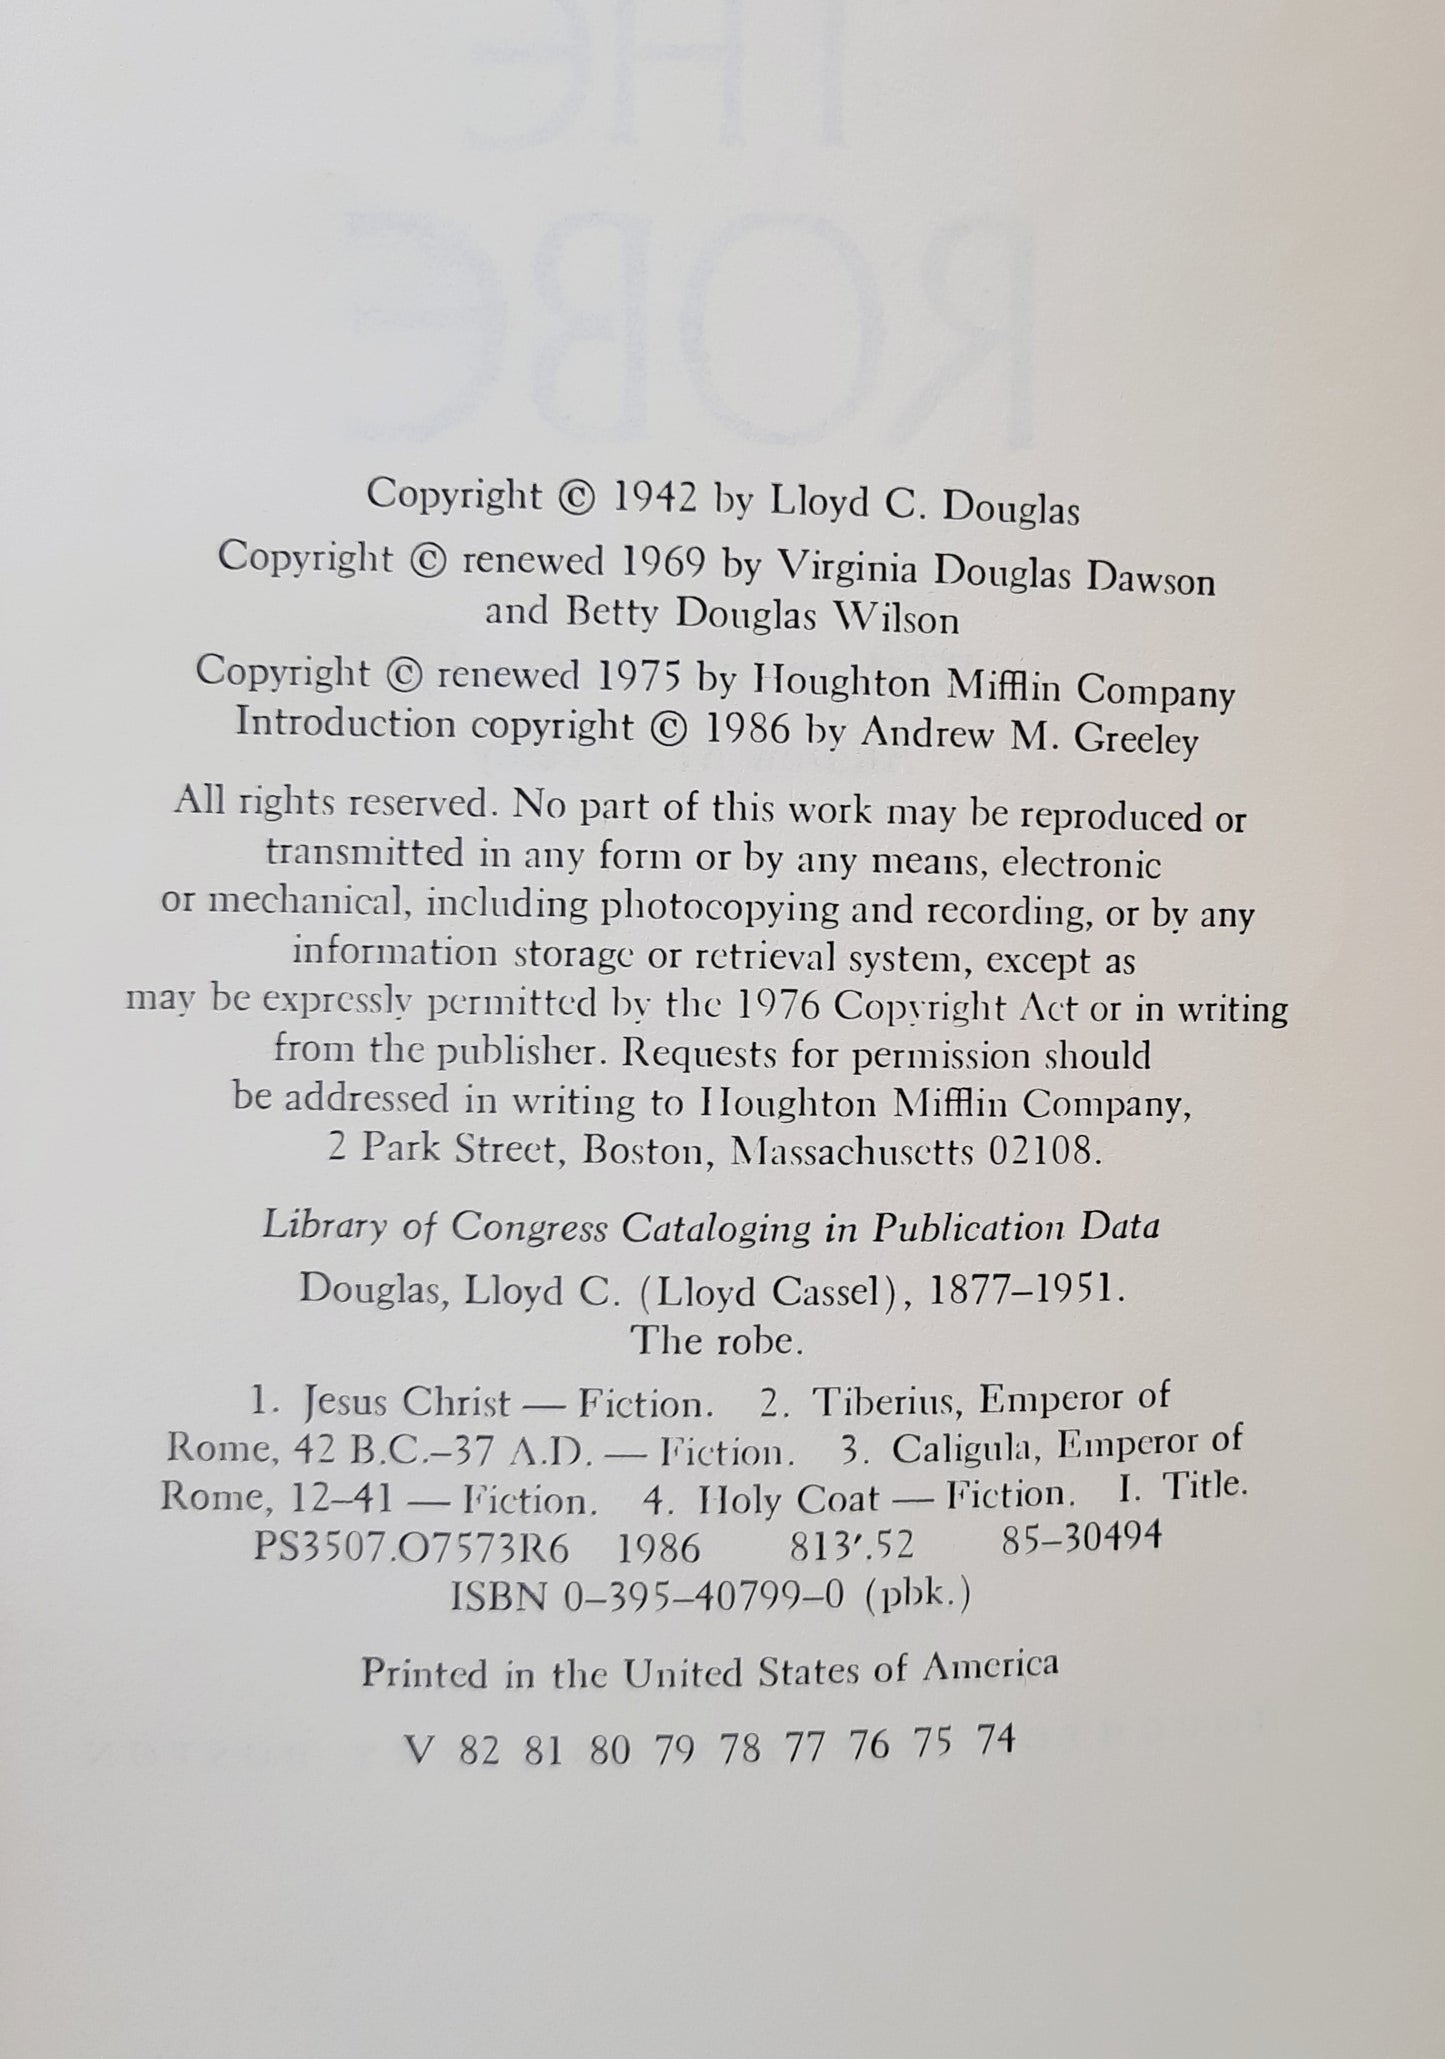 THE
ROBE
Copyright © 1942 by Lloyd C. Douglas
Copyright © renewed 1969 by Virginia Douglas Dawson
and Betty Douglas Wilson
Copyright © renewed 1975 by Houghton Mifflin Company
Introduction copyright © 1986 by Andrew M. Greeley
All rights reserved. No part of this work may be reproduced or
transmitted in any form or by any means, electronic
or mechanical, including photocopying and recording, or by any
information storage or retrieval system, except as
may be expressly permitted by the 1976 Copyright Act or in writing
from the publisher. Requests for permission should
be addressed in writing to Houghton Mifflin Company,
2 Park Street, Boston, Massachusetts 02108.
Library of Congress Cataloging in Publication Data
Douglas, Lloyd C. (Lloyd Cassel), 1877–1951.
The robe.
1. Jesus Christ — Fiction. 2. Tiberius, Emperor of
Rome, 42 B.C.–37 A.D. — Fiction. 3. Caligula, Emperor of
Rome, 12–41 — Fiction. 4. Holy Coat — Fiction. I. Title.
PS3507.O7573R6 1986 813′.52 85–30494
ISBN 0–395–40799–0 (pbk.)
Printed in the United States of America
V 82 81 80 79 78 77 76 75 74